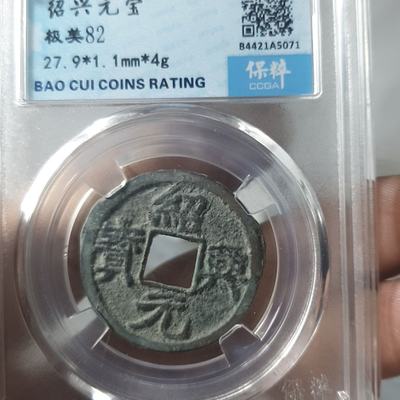 绍兴元宝
极美82
27.9*1.1mm*4g
BAO CUI COINS RATING
B4421A5071
保粹
CCGA
紹
興
元
寳